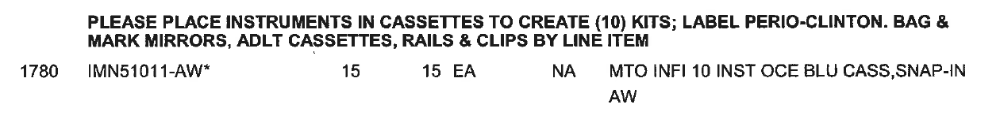 PLEASE PLACE INSTRUMENTS IN CASSETTES TO CREATE (10) KITS; LABEL PERIO-CLINTON. BAG &
MARK MIRRORS, ADLT CASSETTES, RAILS & CLIPS BY LINE ITEM
1780 IMN51011-AW* 15 15 EA NA MTO INFI 10 INST OCE BLU CASS,SNAP-IN
AW